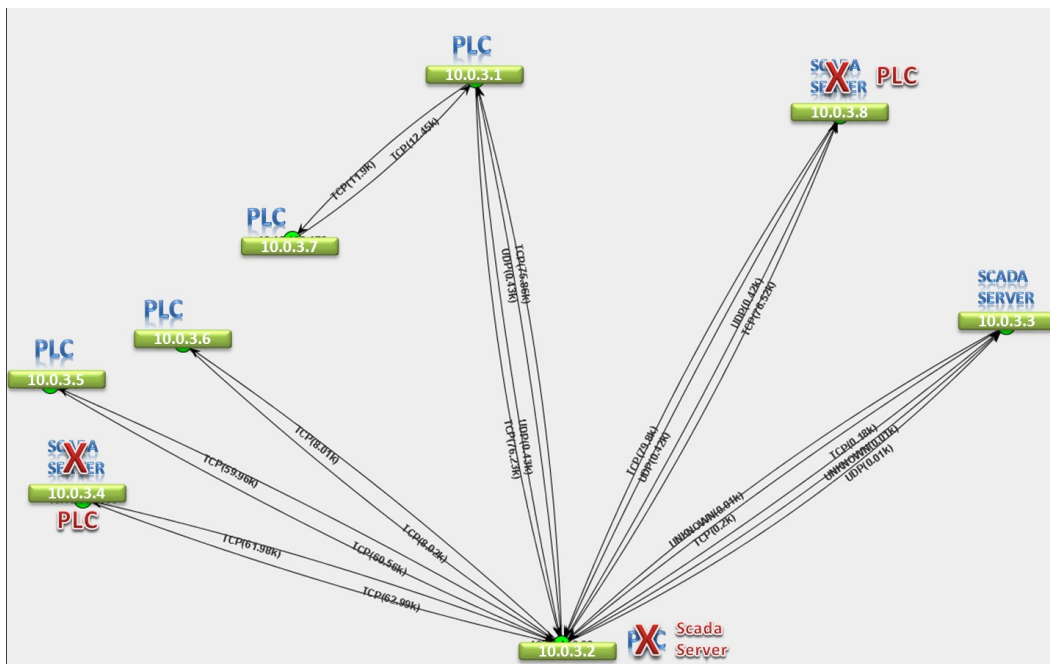 PLC
10.0.3.1
SCADA
SERVER
PLC
10.0.3.8
TCP(11.9k)
TCP(12.45k)
PLC
10.0.3.7
TCP(75.86k)
UDP(0.43k)
UDP(0.42k)
TCP(78.52k)
SCADA
SERVER
10.0.3.3
PLC
10.0.3.6
PLC
10.0.3.5
SCADA
SERVER
10.0.3.4
PLC
TCP(8.01k)
TCP(59.96k)
TCP(8.02k)
TCP(60.56k)
TCP(61.98k)
TCP(62.99k)
UDP(0.43k)
TCP(76.23k)
TCP(79.8k)
UDP(0.42k)
TCP(0.18k)
UNKNOWN(0.01k)
UDP(0.01k)
UNKNOWN(0.01k)
TCP(0.2k)
10.0.3.2
PLC
Scada
Server